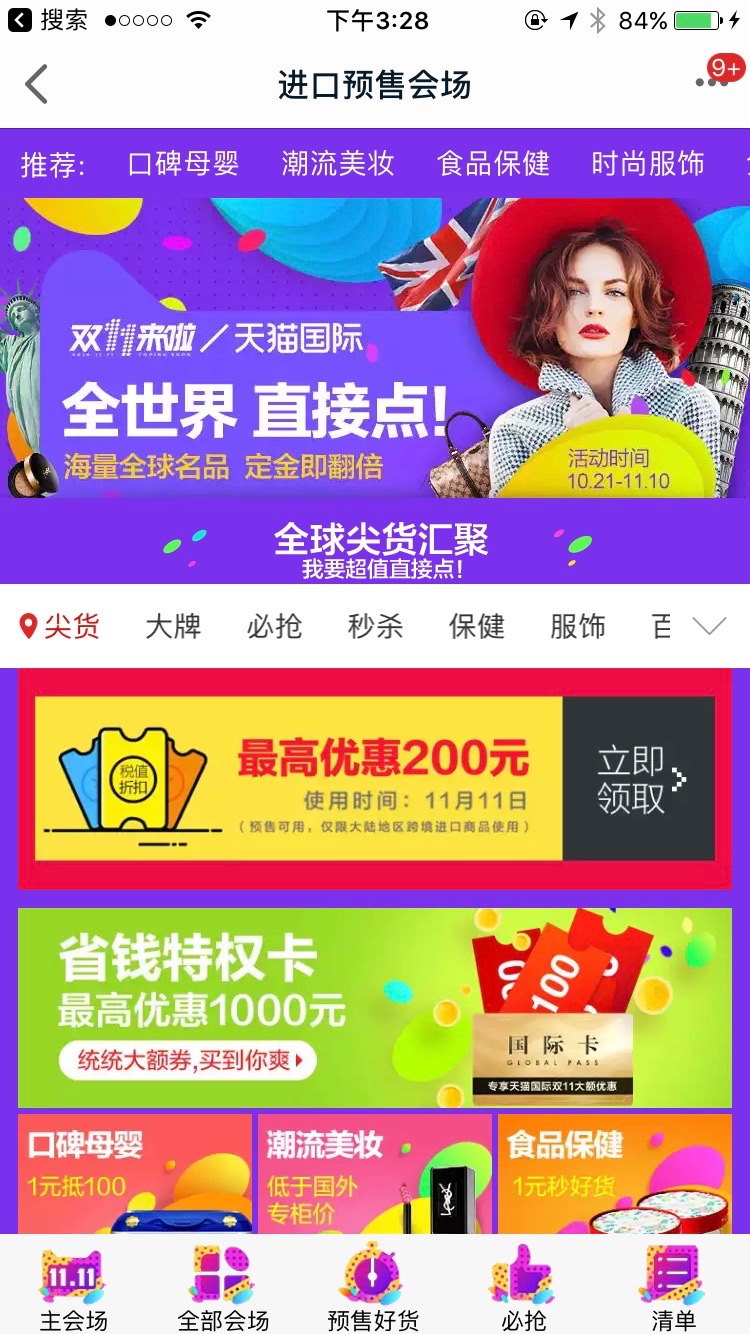 搜索
下午3:28
84%
进口预售会场
9+
推荐: 口碑母婴 潮流美妆 食品保健 时尚服饰
双11来啦／天猫国际
全世界 直接点!
海量全球名品 定金即翻倍
活动时间
10.21-11.10
全球尖货汇聚
我要超值直接点!
尖货 大牌 必抢 秒杀 保健 服饰
税值
折扣
最高优惠200元
使用时间：11月11日
（预售可用，仅限大陆地区跨境进口商品使用）
立即
领取
省钱特权卡
最高优惠1000元
统统大额券,买到你爽
100
国际卡
GLOBAL PASS
专享天猫国际双11大额优惠
口碑母婴
1元抵100
潮流美妆
低于国外
专柜价
食品保健
1元秒好货
11.11
主会场 全部会场 预售好货 必抢 清单